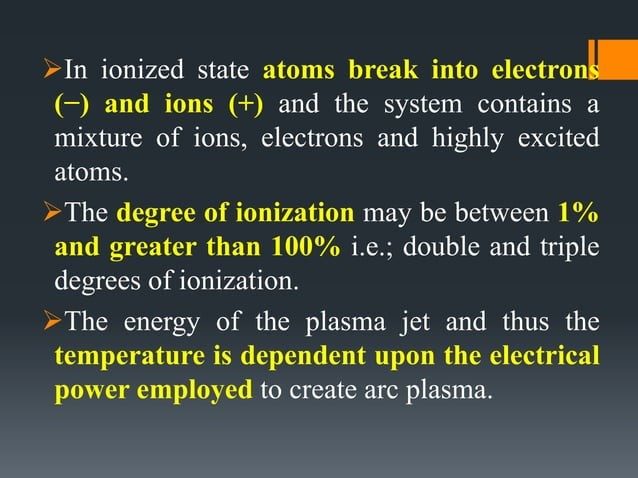 ➢In ionized state atoms break into electrons
(−) and ions (+) and the system contains a
mixture of ions, electrons and highly excited
atoms.
➢The degree of ionization may be between 1%
and greater than 100% i.e.; double and triple
degrees of ionization.
➢The energy of the plasma jet and thus the
temperature is dependent upon the electrical
power employed to create arc plasma.